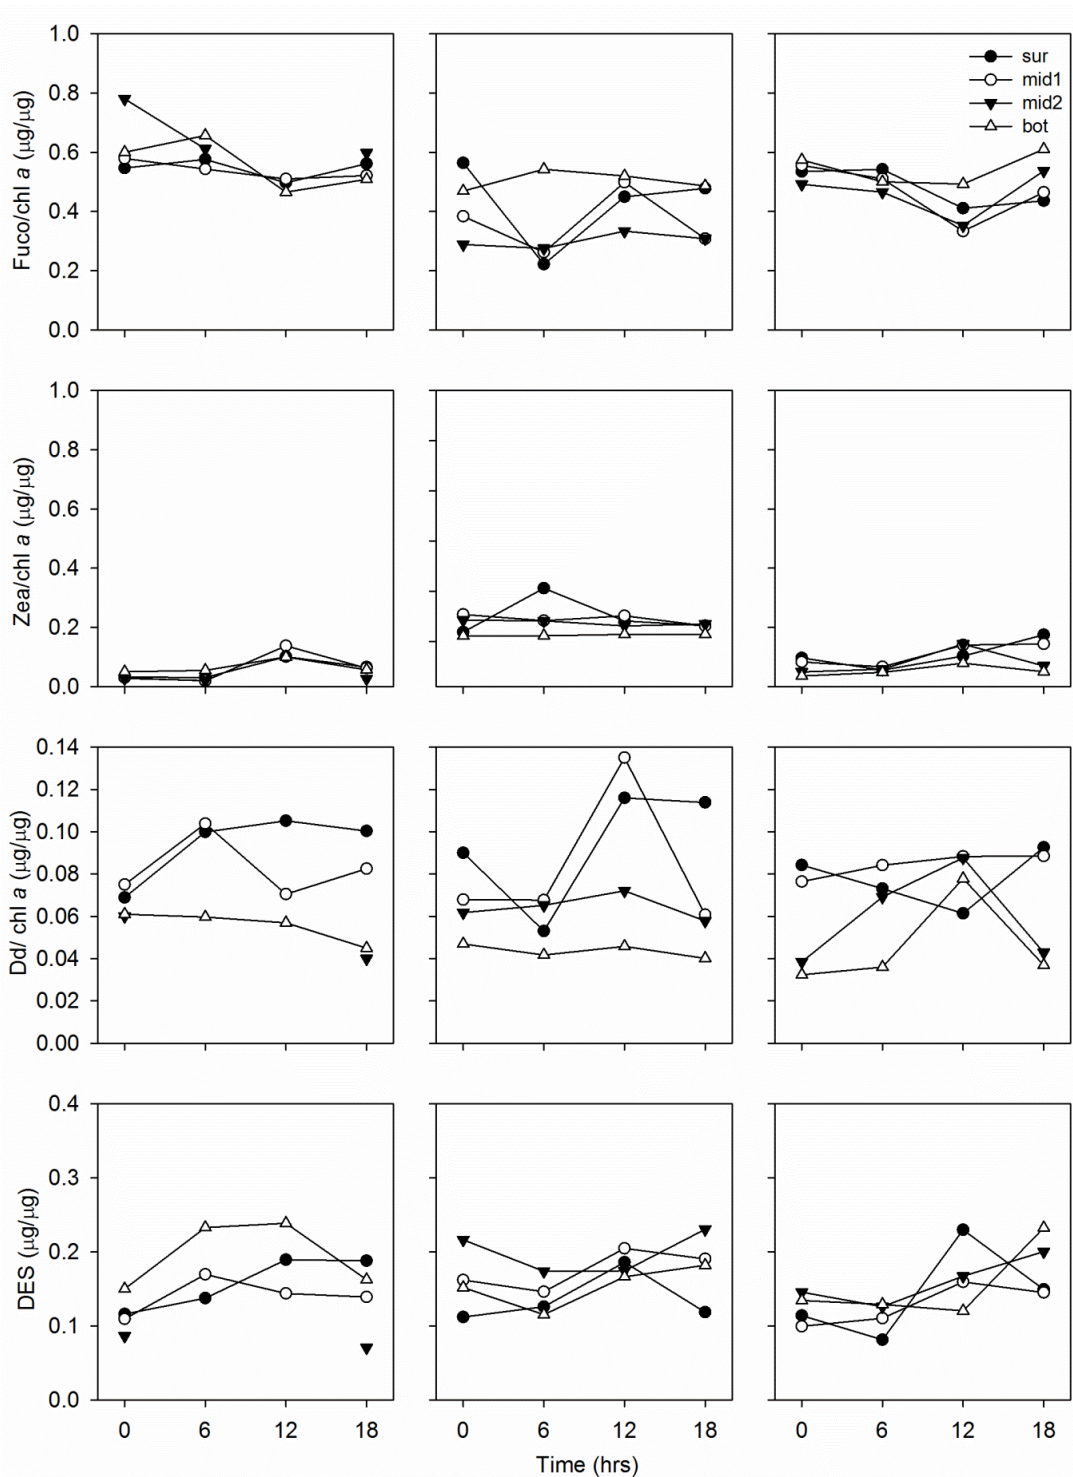 1.0
0.8
0.6
0.4
0.2
0.0
Fuco/chl a (μg/μg)
sur
mid1
mid2
bot
1.0
0.8
0.6
0.4
0.2
0.0
Zea/chl a (μg/μg)
0.14
0.12
0.10
0.08
0.06
0.04
0.02
0.00
Dd/ chl a (μg/μg)
0.4
0.3
0.2
0.1
0.0
DES (μg/μg)
0 6 12 18 0 6 12 18 0 6 12 18
Time (hrs)